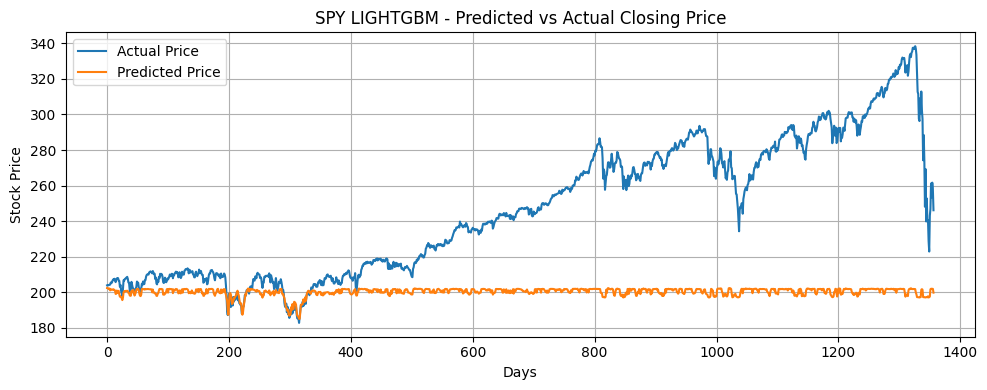 SPY LIGHTGBM - Predicted vs Actual Closing Price
Actual Price
Predicted Price
Stock Price
340
320
300
280
260
240
220
200
180
0 200 400 600 800 1000 1200 1400
Days